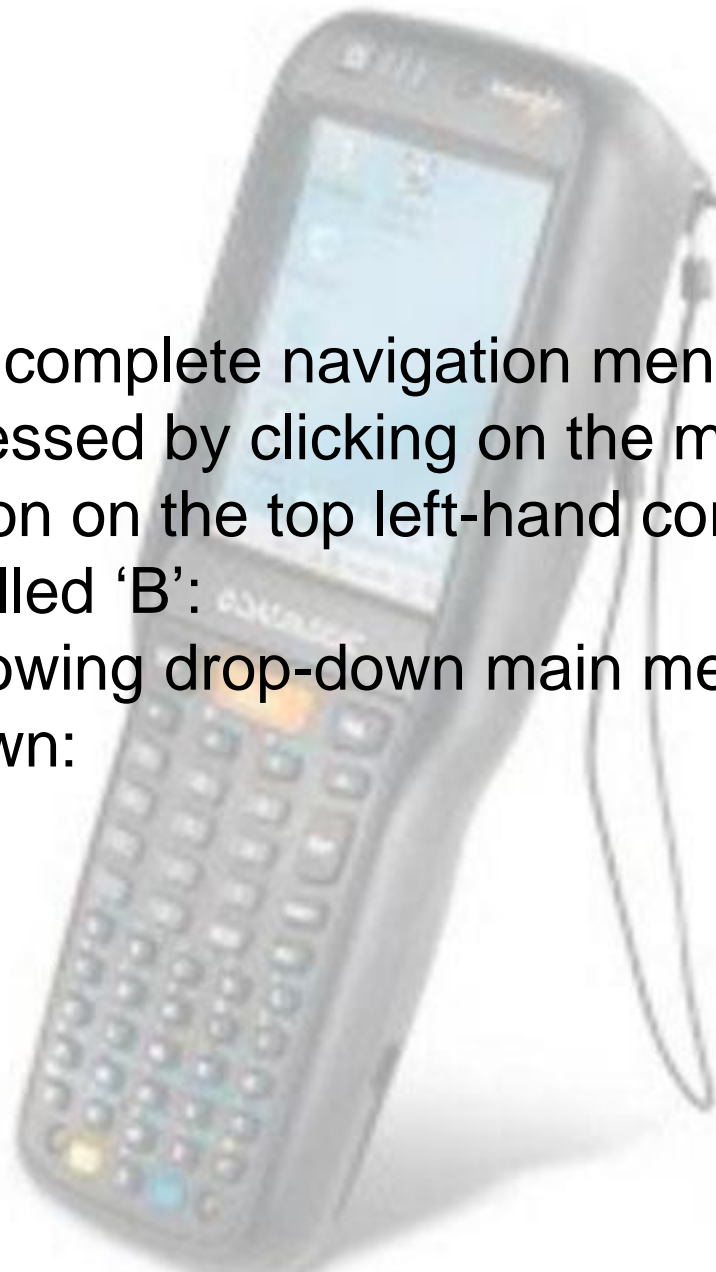 complete navigation men
essed by clicking on the m
on on the top left-hand cor
lled ‘B’:
owing drop-down main me
wn: